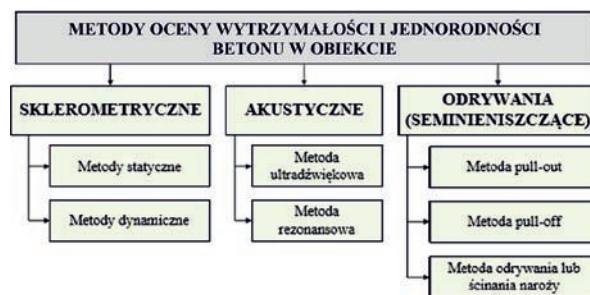 METODY OCENY WYTRZYMAŁOŚCI I JEDNORODNOŚCI
BETONU W OBIEKCIE
SKLEROMETRYCZNE
Metody statyczne
Metody dynamiczne
AKUSTYCZNE
Metoda
ultradźwiękowa
Metoda
rezonansowa
ODRYWANIA
(SEMINIENISZCZĄCE)
Metoda pull-out
Metoda pull-off
Metoda odrywania lub
ścinania naroży